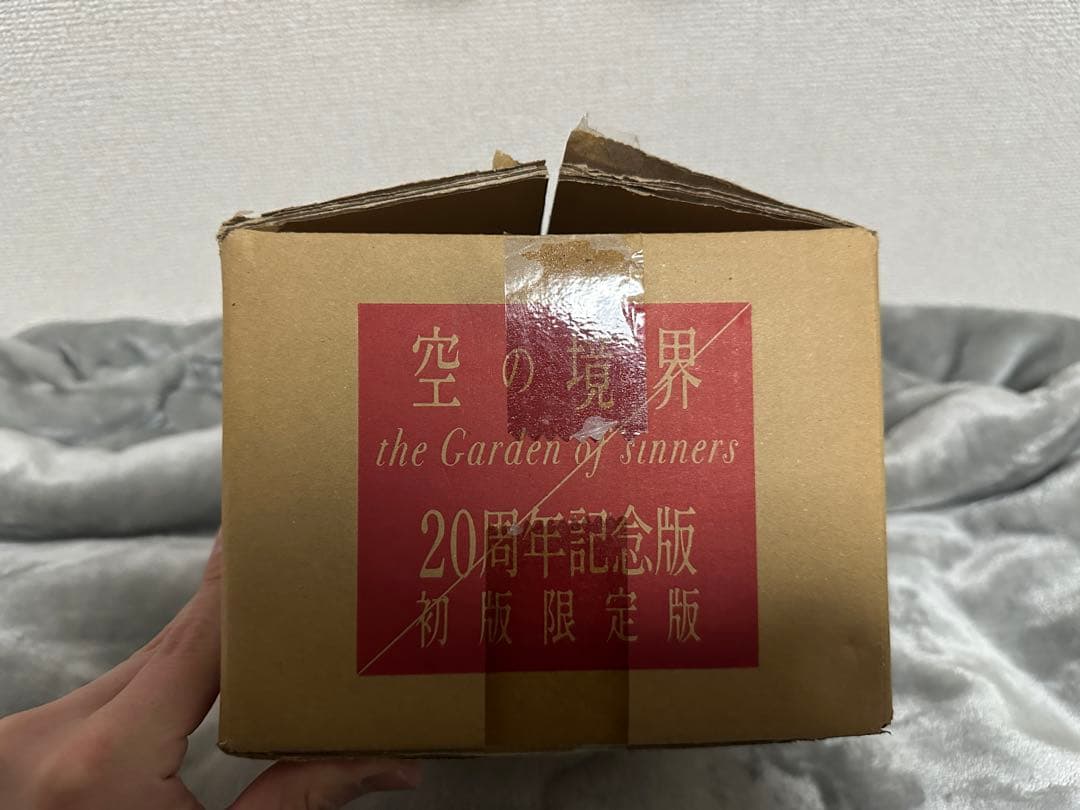 空の境界
the Garden of sinners
20周年記念版
初版限定版